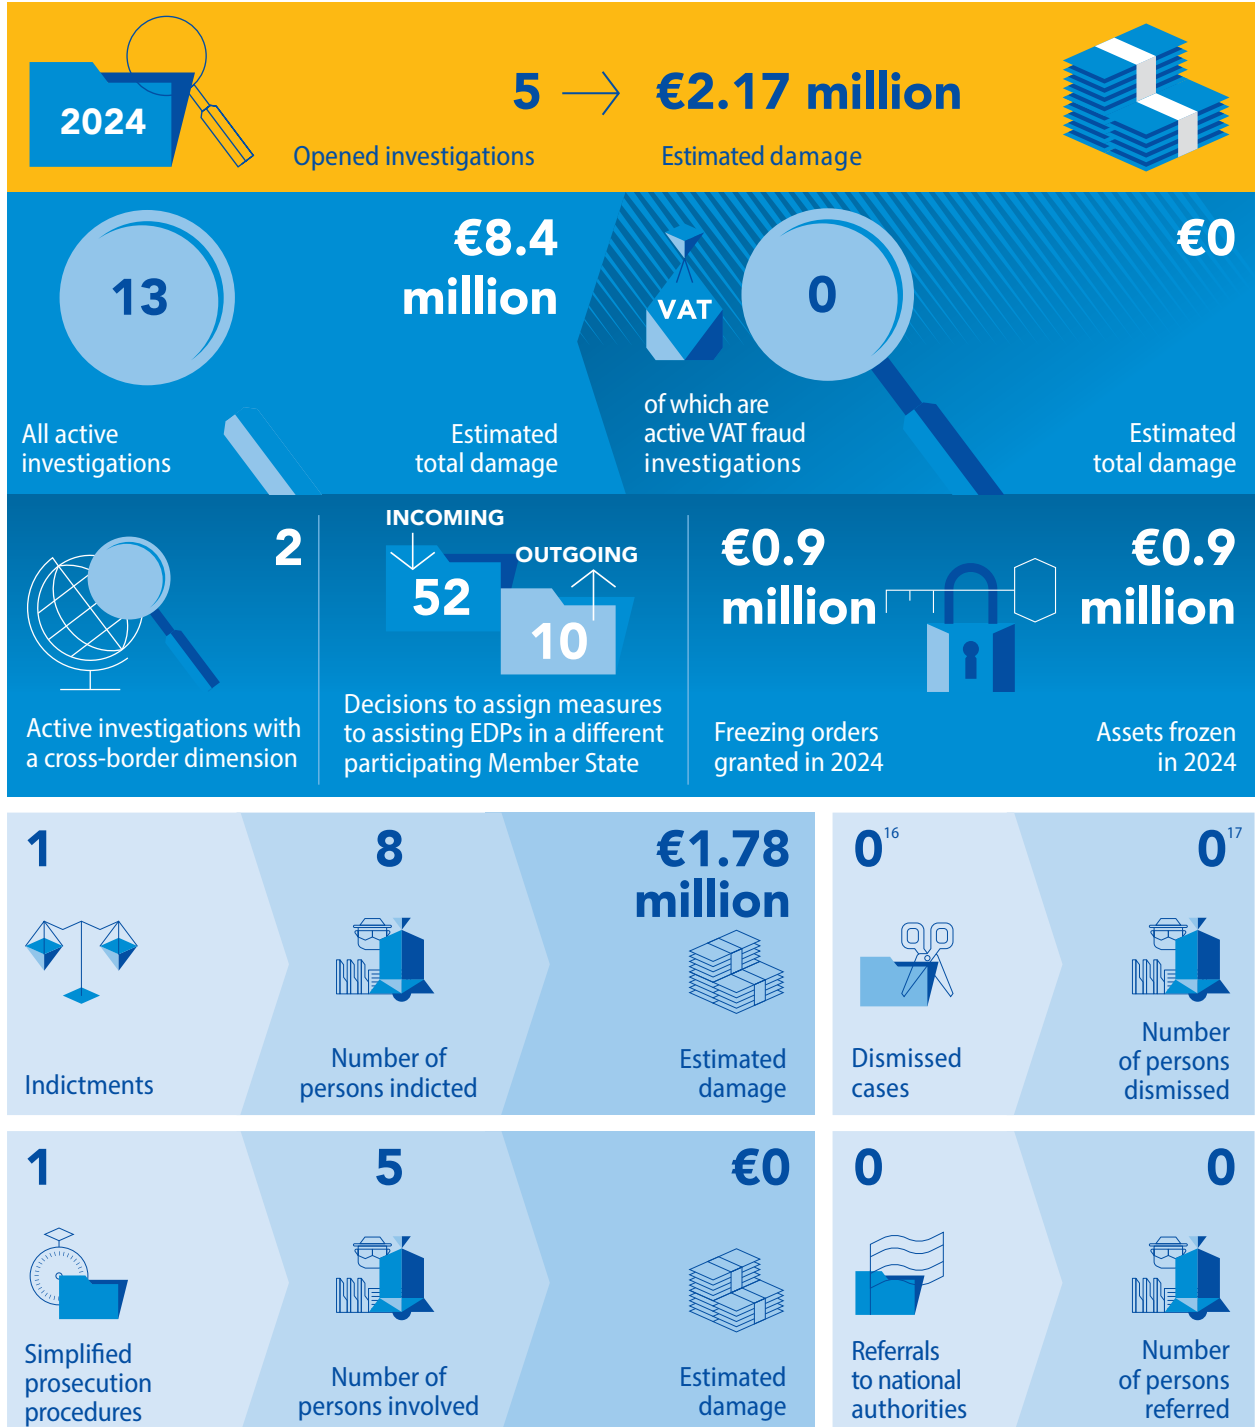 2024
5 → €2.17 million
Opened investigations
Estimated damage
13
€8.4
million
All active
investigations
Estimated
total damage
VAT
0
€0
of which are
active VAT fraud
investigations
Estimated
total damage
2
Active investigations with
a cross-border dimension
INCOMING
52
OUTGOING
10
Decisions to assign measures
to assisting EDPs in a different
participating Member State
€0.9
million
Freezing orders
granted in 2024
€0.9
million
Assets frozen
in 2024
1
Indictments
8
Number of
persons indicted
€1.78
million
Estimated
damage
0¹⁶
Dismissed
cases
0¹⁷
Number
of persons
dismissed
1
Simplified
prosecution
procedures
5
Number of
persons involved
€0
Estimated
damage
0
Referrals
to national
authorities
0
Number
of persons
referred